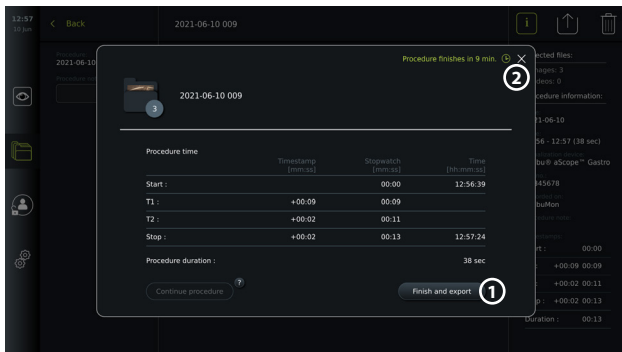 12:57
10 Jun
Back
2021-06-10 009
i
Procedure finishes in 9 min.
2
2021-06-10 009
3
Procedure time
Timestamp [mm:ss] Stopwatch [mm:ss] Time [hh:mm:ss]
Start : 00:00 12:56:39
T1 : +00:09 00:09
T2 : +00:02 00:11
Stop : +00:02 00:13 12:57:24
Procedure duration : 38 sec
Continue procedure ?
Finish and export 1
2021-06-10
ected files:
ages: 3
deos: 0
cedure information:
21-06-10
56 - 12:57 (38 sec)
bu® aScope™ Gastro
345678
buMon
rt : 00:00
+00:09 00:09
+00:02 00:11
p : +00:02 00:13
Duration : 00:13